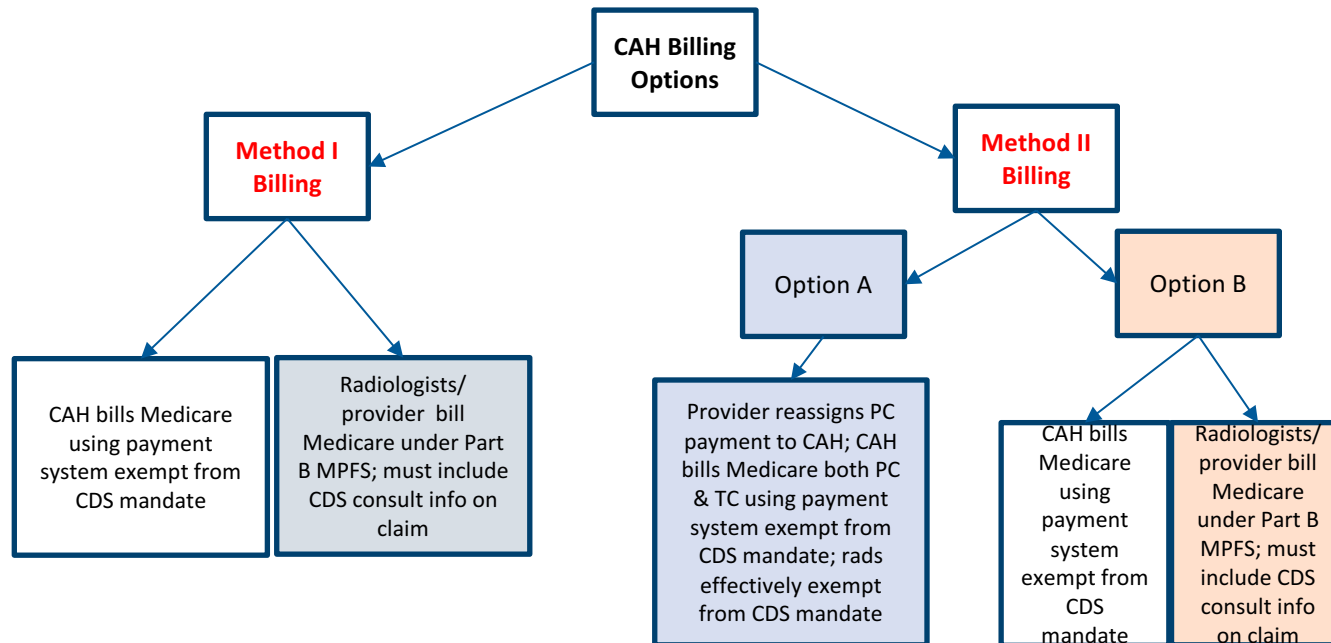 CAH Billing
Options
Method I
Billing
Method II
Billing
Option A
Option B
CAH bills Medicare
using payment
system exempt from
CDS mandate
Radiologists/
provider bill
Medicare under Part
B MPFS; must include
CDS consult info on
claim
Provider reassigns PC
payment to CAH; CAH
bills Medicare both PC
& TC using payment
system exempt from
CDS mandate; rads
effectively exempt
from CDS mandate
CAH bills
Medicare
using
payment
system
exempt from
CDS
mandate
Radiologists/
provider bill
Medicare
under Part B
MPFS; must
include CDS
consult info
on claim